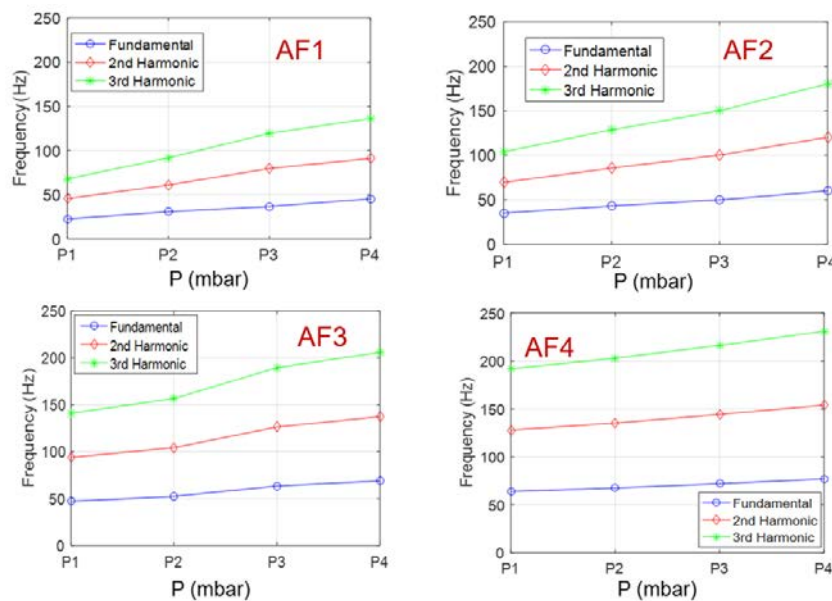 AF1
Fundamental
2nd Harmonic
3rd Harmonic
Frequency (Hz)
250
200
150
100
50
0
P1 P2 P3 P4
P (mbar)
AF2
Fundamental
2nd Harmonic
3rd Harmonic
Frequency (Hz)
250
200
150
100
50
0
P1 P2 P3 P4
P (mbar)
AF3
Fundamental
2nd Harmonic
3rd Harmonic
Frequency (Hz)
250
200
150
100
50
0
P1 P2 P3 P4
P (mbar)
AF4
Frequency (Hz)
250
200
150
100
50
0
Fundamental
2nd Harmonic
3rd Harmonic
P1 P2 P3 P4
P (mbar)